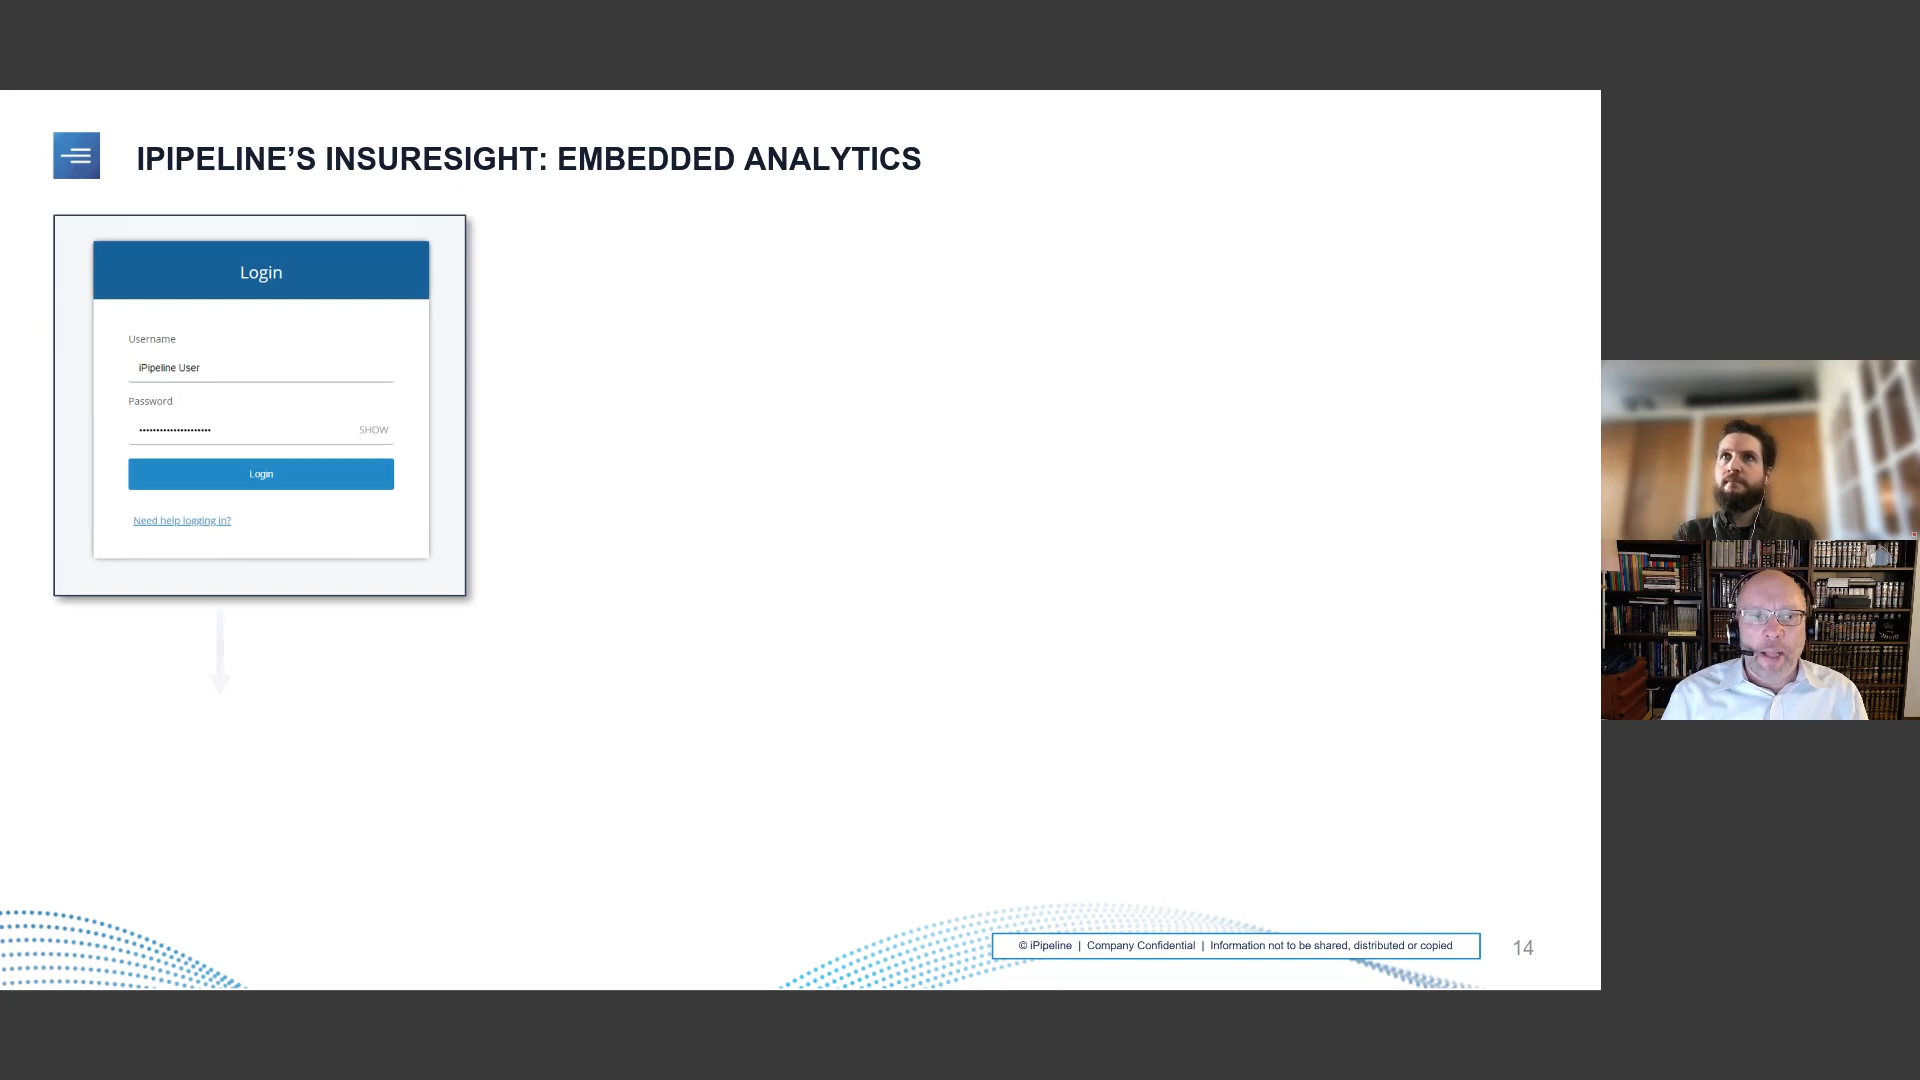 IPIPELINE’S INSURESIGHT: EMBEDDED ANALYTICS
Login
Username
iPipeline User
Password
SHOW
Login
Need help logging in?
© iPipeline | Company Confidential | Information not to be shared, distributed or copied
14